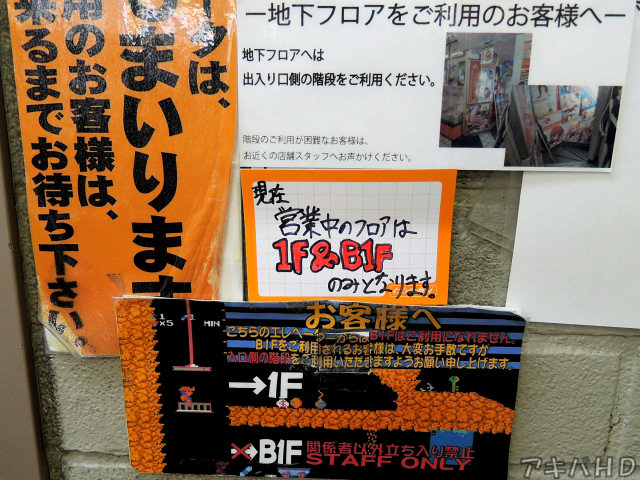 ータは、
りまいります
用のお客様は、
来るまでお待ち下さい
ー地下フロアをご利用のお客様へー
地下フロアへは
出入り口側の階段をご利用ください。
階段のご利用が困難なお客様は、
お近くの店舗スタッフへお声かけください。
現在
営業中のフロアは
1F&B1F
のみとなります。
お客様へ
こちらのエレベーターからはB1Fはご利用になれません。
B1Fをご利用されるお客様は、大変お手数ですが
入口側の階段をご利用いただきますようお願い申し上げます。
1
×5 1 MIN
→1F
×B1F 関係者以外立ち入り禁止
STAFF ONLY
アキバHD